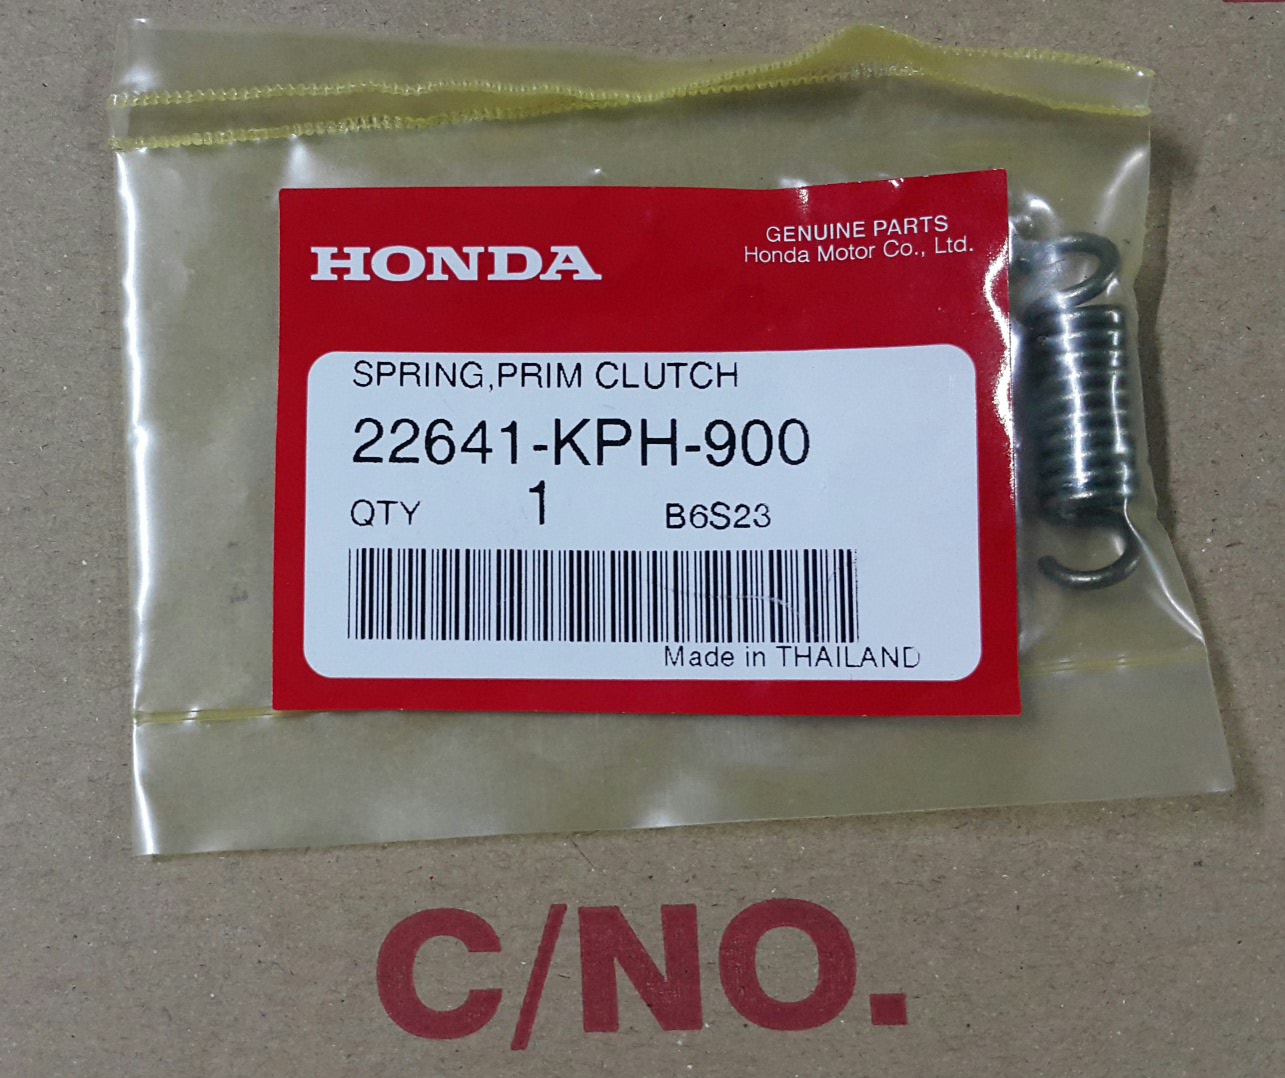 HONDA
GENUINE PARTS
Honda Motor Co., Ltd.
SPRING,PRIM CLUTCH
22641-KPH-900
QTY 1 B6S23
Made in THAILAND
C/NO.